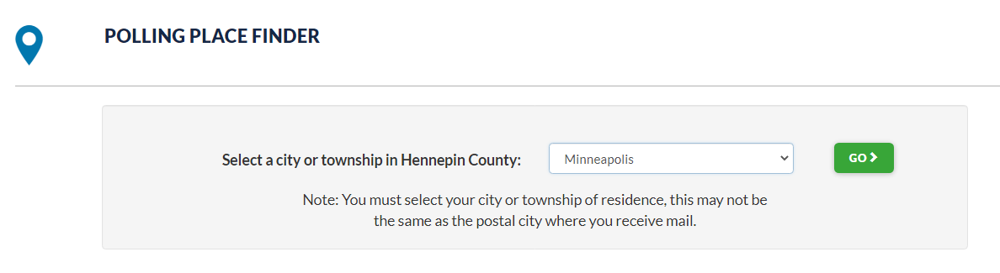 POLLING PLACE FINDER
Select a city or township in Hennepin County:
Minneapolis
GO
Note: You must select your city or township of residence, this may not be
the same as the postal city where you receive mail.